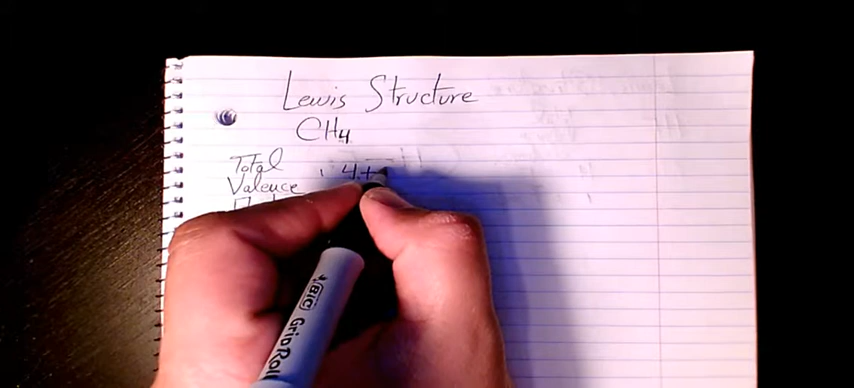 Lewis Structure
CH4
Total
Valence
4+
BIC GripRoll